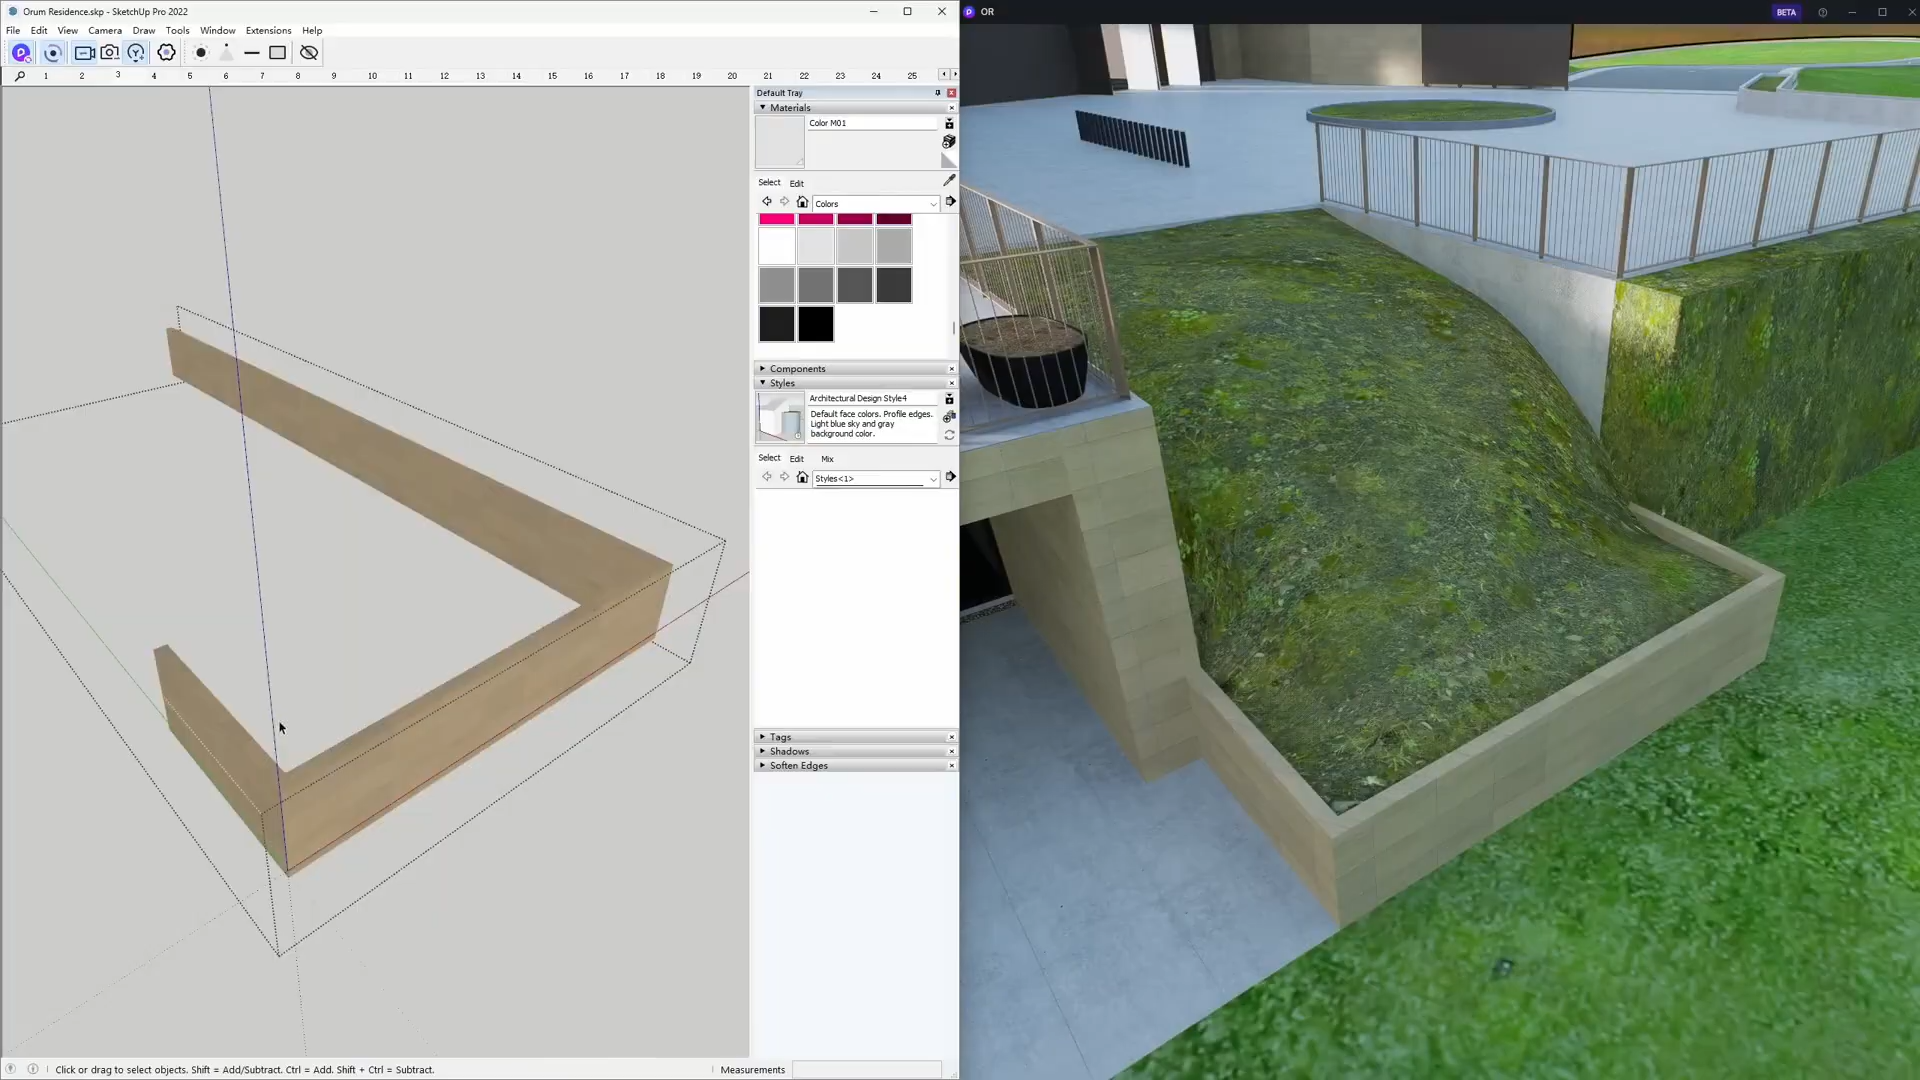 Orum Residence.skp - SketchUp Pro 2022
File Edit View Camera Draw Tools Window Extensions Help
1 2 3 4 5 6 7 8 9 10 11 12 13 14 15 16 17 18 19 20 21 22 23 24 25
Default Tray
Materials
Color M01
Select Edit
Colors
Components
Styles
Architectural Design Style4
Default face colors. Profile edges.
Light blue sky and gray
background color.
Select Edit Mix
Styles<1>
Tags
Shadows
Soften Edges
Click or drag to select objects. Shift = Add/Subtract. Ctrl = Add. Shift + Ctrl = Subtract.
Measurements
OR
BETA